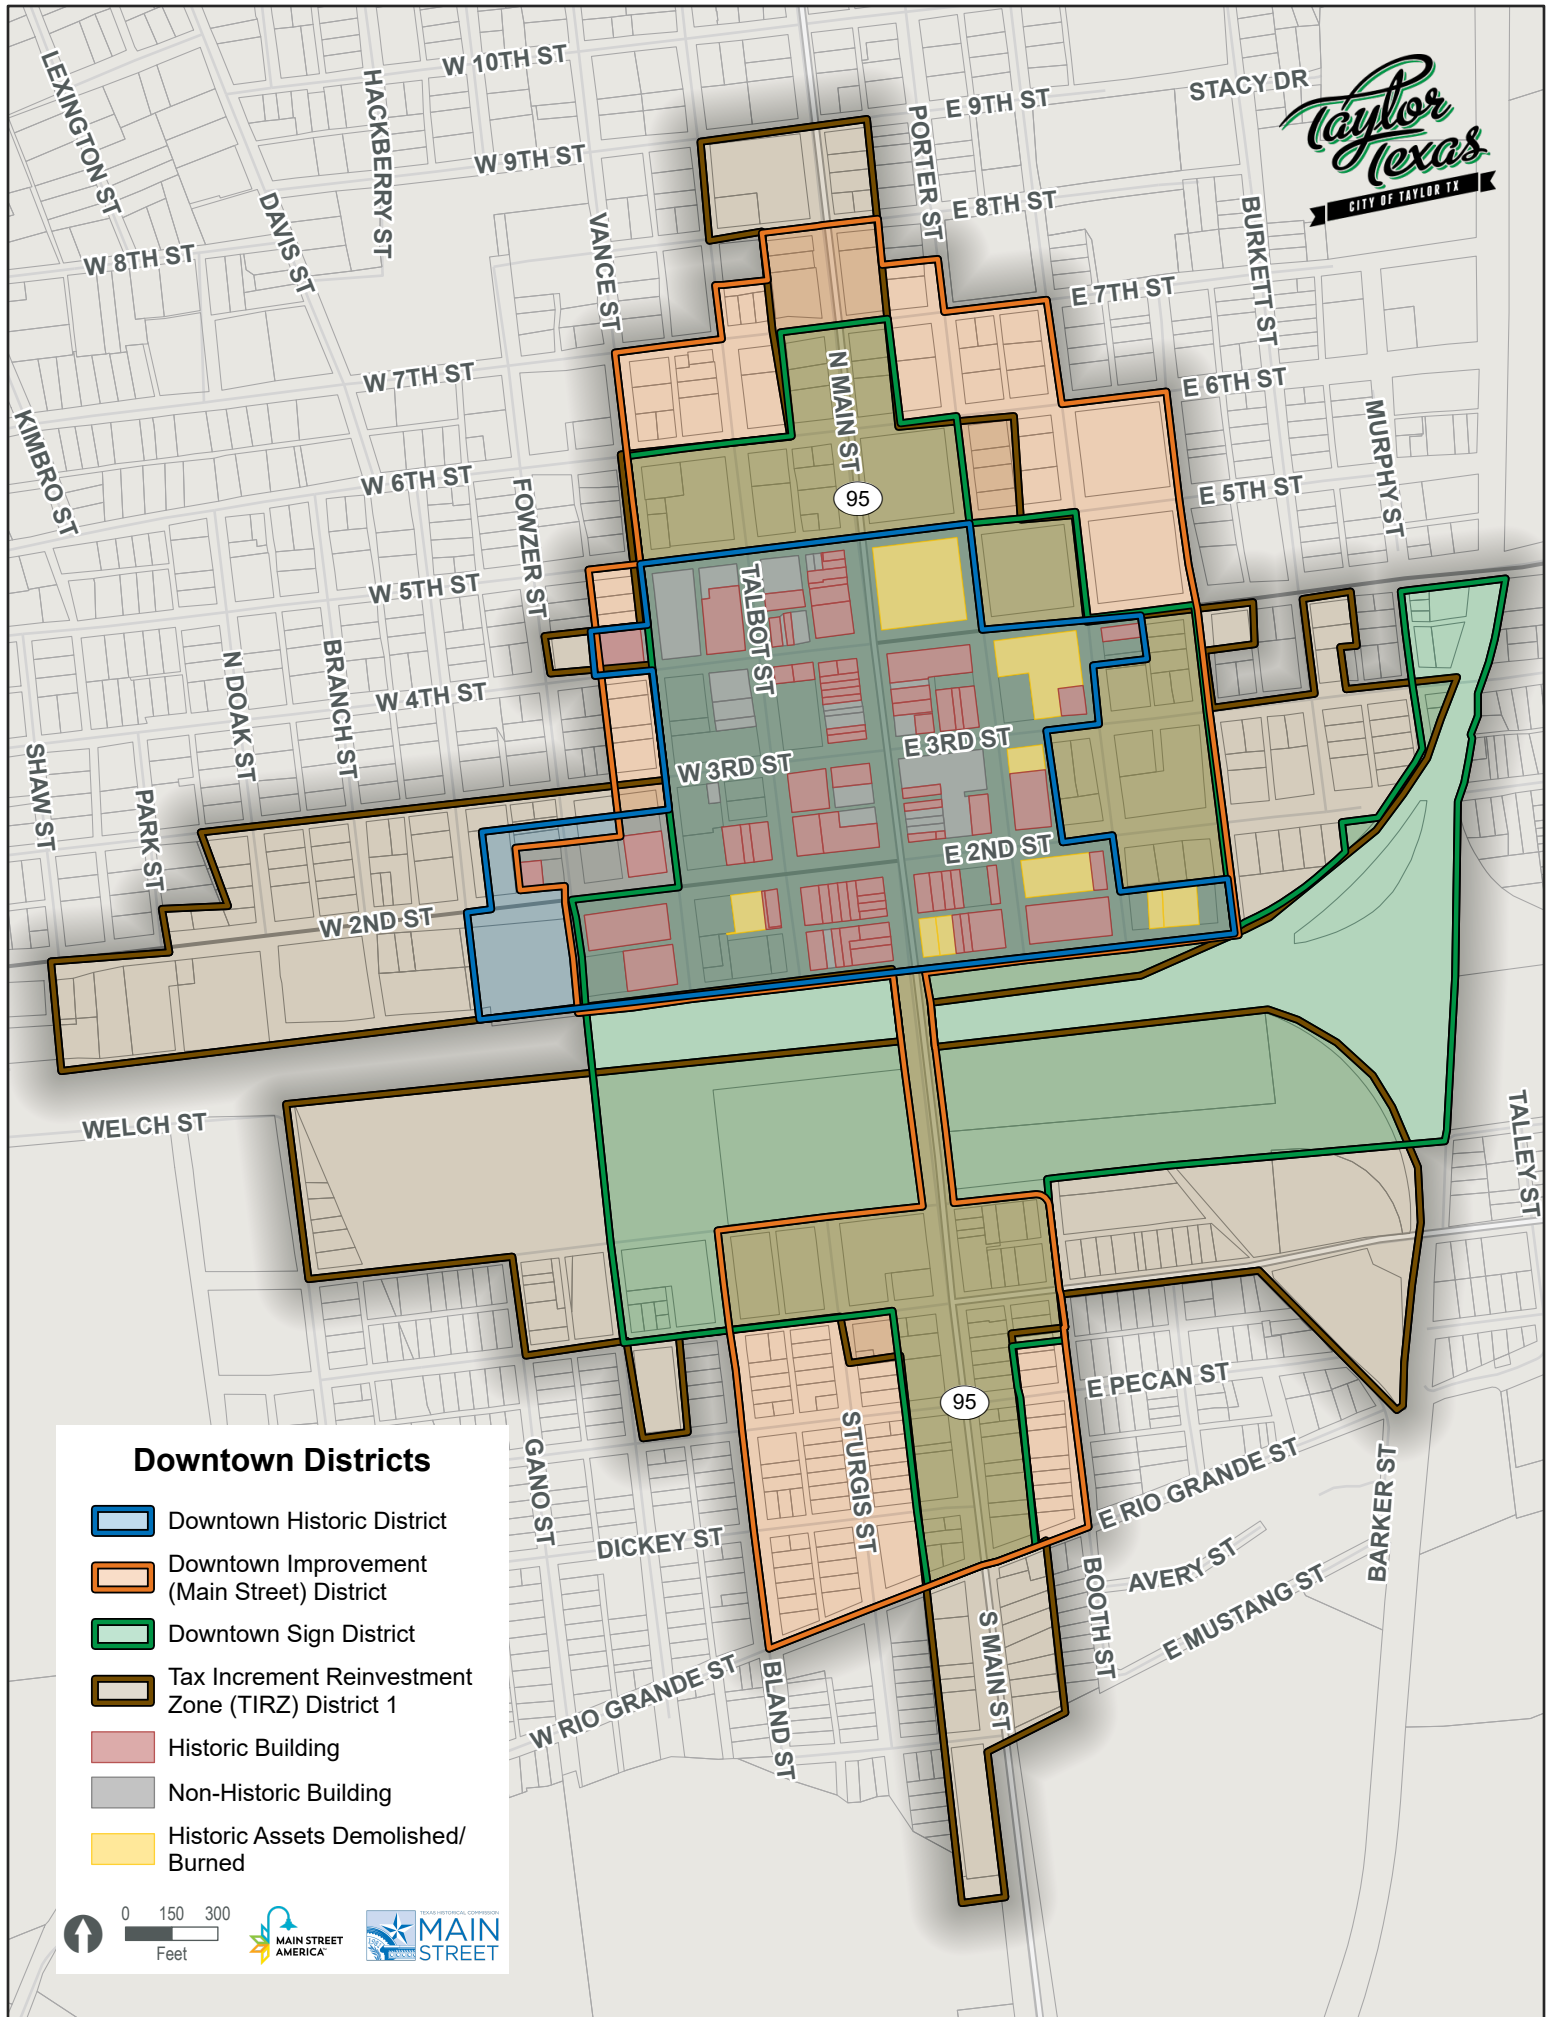 W 10TH ST
STACY DR
Taylor
Texas
CITY OF TAYLOR TX
LEXINGTON ST
HACKBERRY ST
PORTER ST
E 9TH ST
W 9TH ST
E 8TH ST
DAVIS ST
VANCE ST
BURKETT ST
W 8TH ST
E 7TH ST
W 7TH ST
N MAIN ST
E 6TH ST
MURPHY ST
KIMBRO ST
W 6TH ST
FOWZER ST
95
E 5TH ST
W 5TH ST
TALBOT ST
N DOAK ST
BRANCH ST
W 4TH ST
SHAW ST
PARK ST
W 3RD ST
E 3RD ST
E 2ND ST
W 2ND ST
WELCH ST
TALLEY ST
95
E PECAN ST
STURGIS ST
GANO ST
DICKEY ST
E RIO GRANDE ST
BARKER ST
AVERY ST
BOOTH ST
E MUSTANG ST
S MAIN ST
W RIO GRANDE ST
BLAND ST
Downtown Districts
Downtown Historic District
Downtown Improvement
(Main Street) District
Downtown Sign District
Tax Increment Reinvestment
Zone (TIRZ) District 1
Historic Building
Non-Historic Building
Historic Assets Demolished/
Burned
0 150 300
Feet
MAIN STREET
AMERICA
TEXAS HISTORICAL COMMISSION
MAIN
STREET